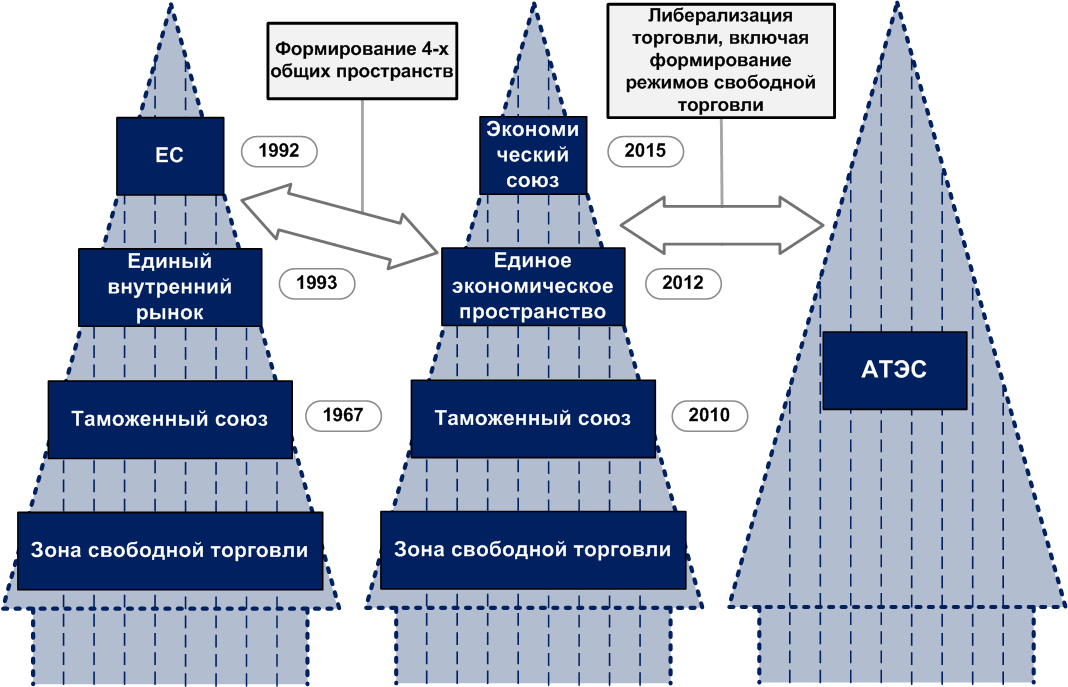 Формирование 4-х
общих пространств
Либерализация
торговли, включая
формирование
режимов свободной
торговли
ЕС
1992
Экономи
ческий
союз
2015
Единый
внутренний
рынок
1993
Единое
экономическое
пространство
2012
АТЭС
Таможенный союз
1967
Таможенный союз
2010
Зона свободной торговли
Зона свободной торговли